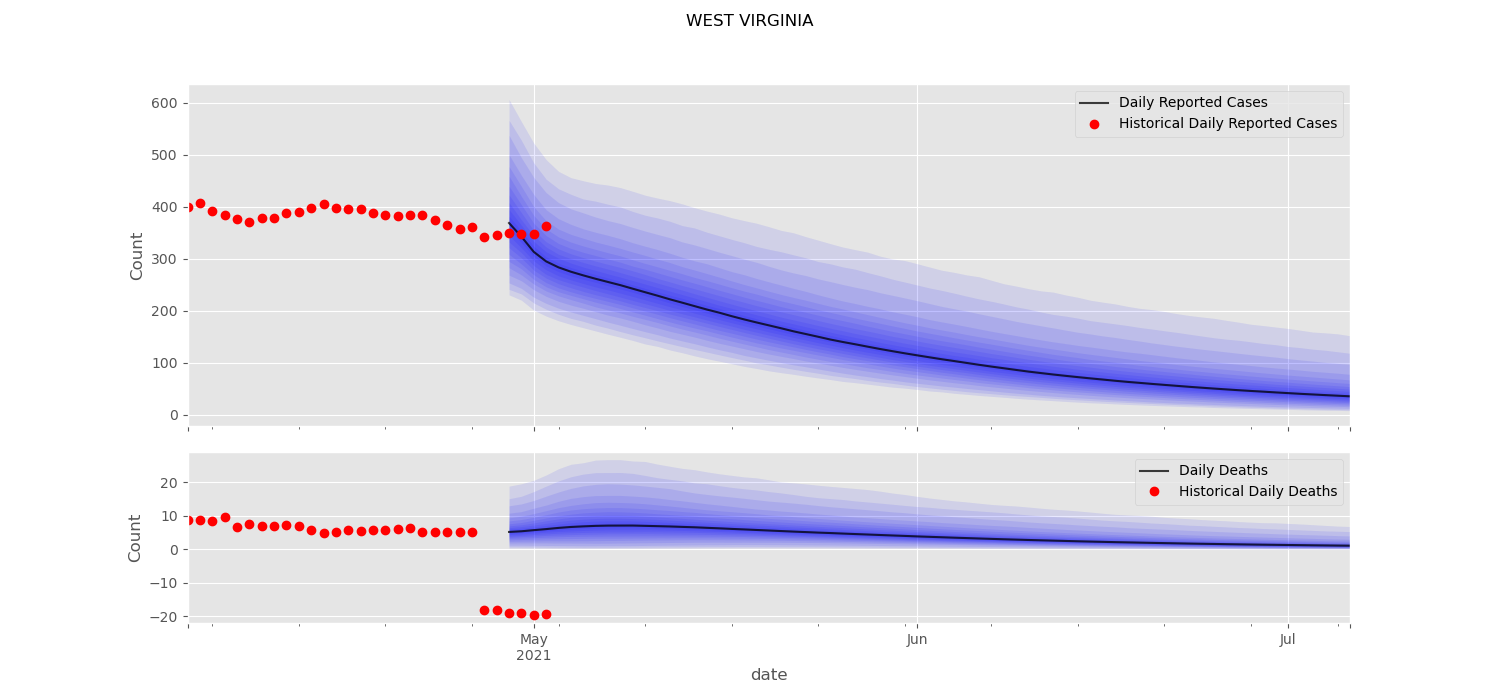 WEST VIRGINIA
600
500
400
300
200
100
0
Count
Daily Reported Cases
Historical Daily Reported Cases
20
10
0
−10
−20
Count
Daily Deaths
Historical Daily Deaths
May
2021
Jun
Jul
date